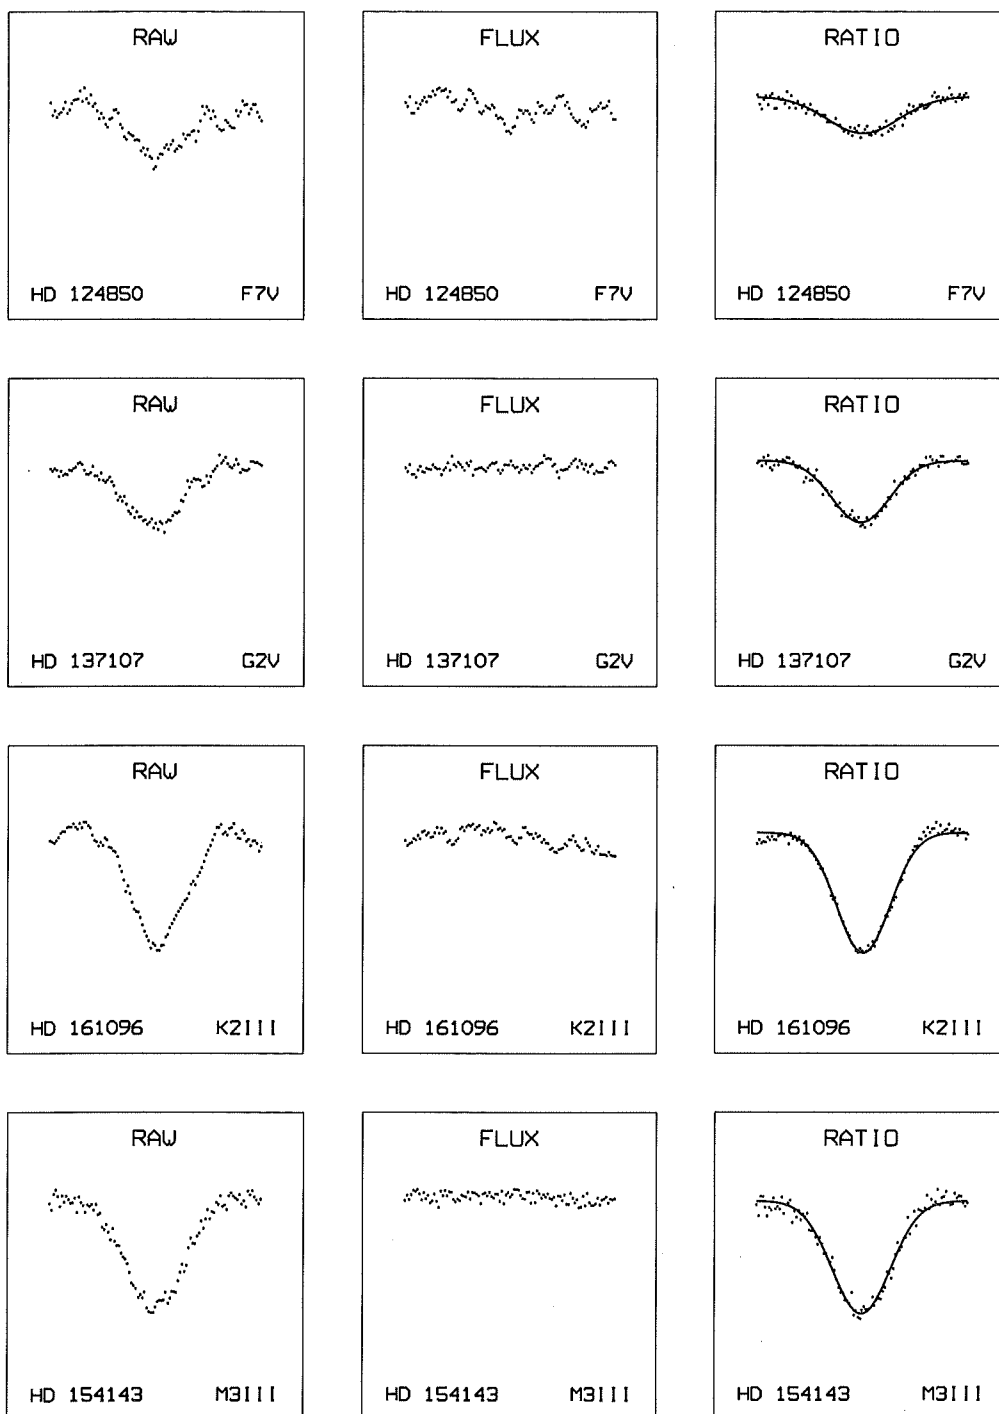 RAW FLUX RATIO
HD 124850 F7V HD 124850 F7V HD 124850 F7V
RAW FLUX RATIO
HD 137107 G2V HD 137107 G2V HD 137107 G2V
RAW FLUX RATIO
HD 161096 K2III HD 161096 K2III HD 161096 K2III
RAW FLUX RATIO
HD 154143 M3III HD 154143 M3III HD 154143 M3III